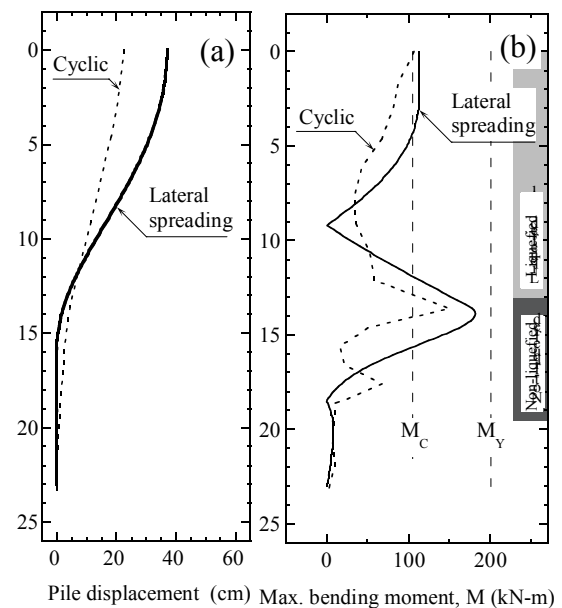 (a)
Cyclic
Lateral
spreading
0
5
10
15
20
25
0
20
40
60
Pile displacement (cm)
(b)
Cyclic
Lateral
spreading
Liquefied
Non-liquefied
M_C
M_Y
0
5
10
15
20
25
0
100
200
Max. bending moment, M (kN-m)